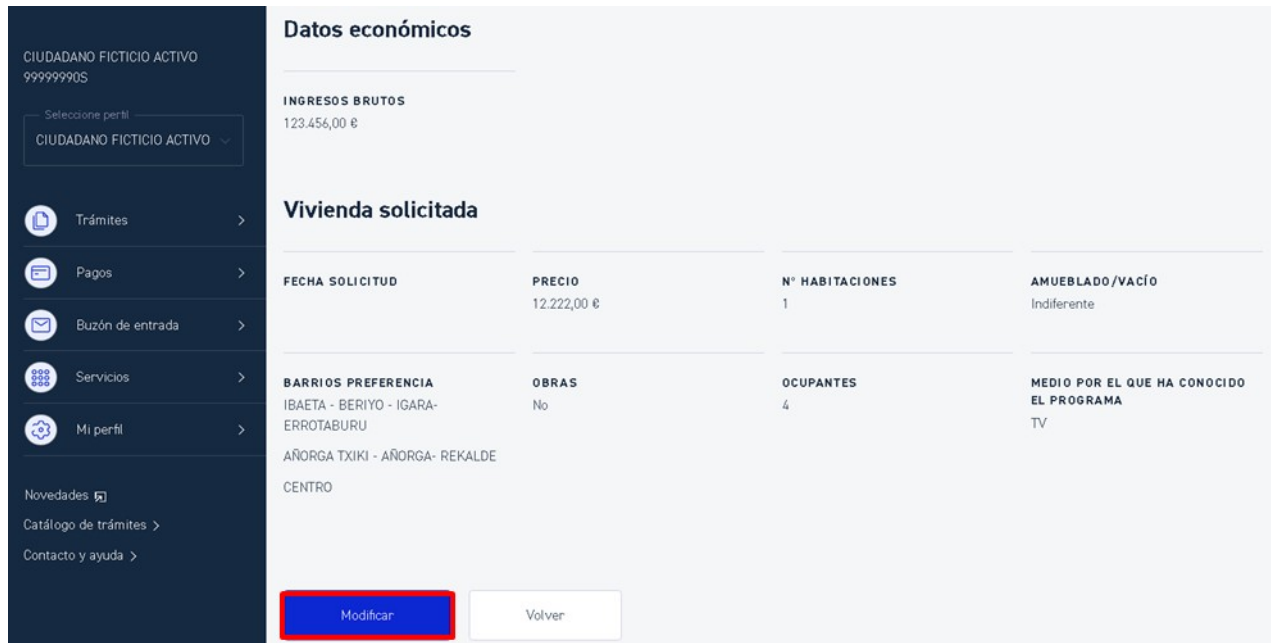 CIUDADANO FICTICIO ACTIVO
99999990S
Seleccione perfil
CIUDADANO FICTICIO ACTIVO
Trámites
Pagos
Buzón de entrada
Servicios
Mi perfil
Novedades
Catálogo de trámites >
Contacto y ayuda >
Datos económicos
INGRESOS BRUTOS
123.456,00 €
Vivienda solicitada
FECHA SOLICITUD
PRECIO
12.222,00 €
Nº HABITACIONES
1
AMUEBLADO/VACÍO
Indiferente
BARRIOS PREFERENCIA
IBAETA - BERIYO - IGARA-
ERROTABURU
AÑORGA TXIKI - AÑORGA- REKALDE
CENTRO
OBRAS
No
OCUPANTES
4
MEDIO POR EL QUE HA CONOCIDO
EL PROGRAMA
TV
Modificar
Volver